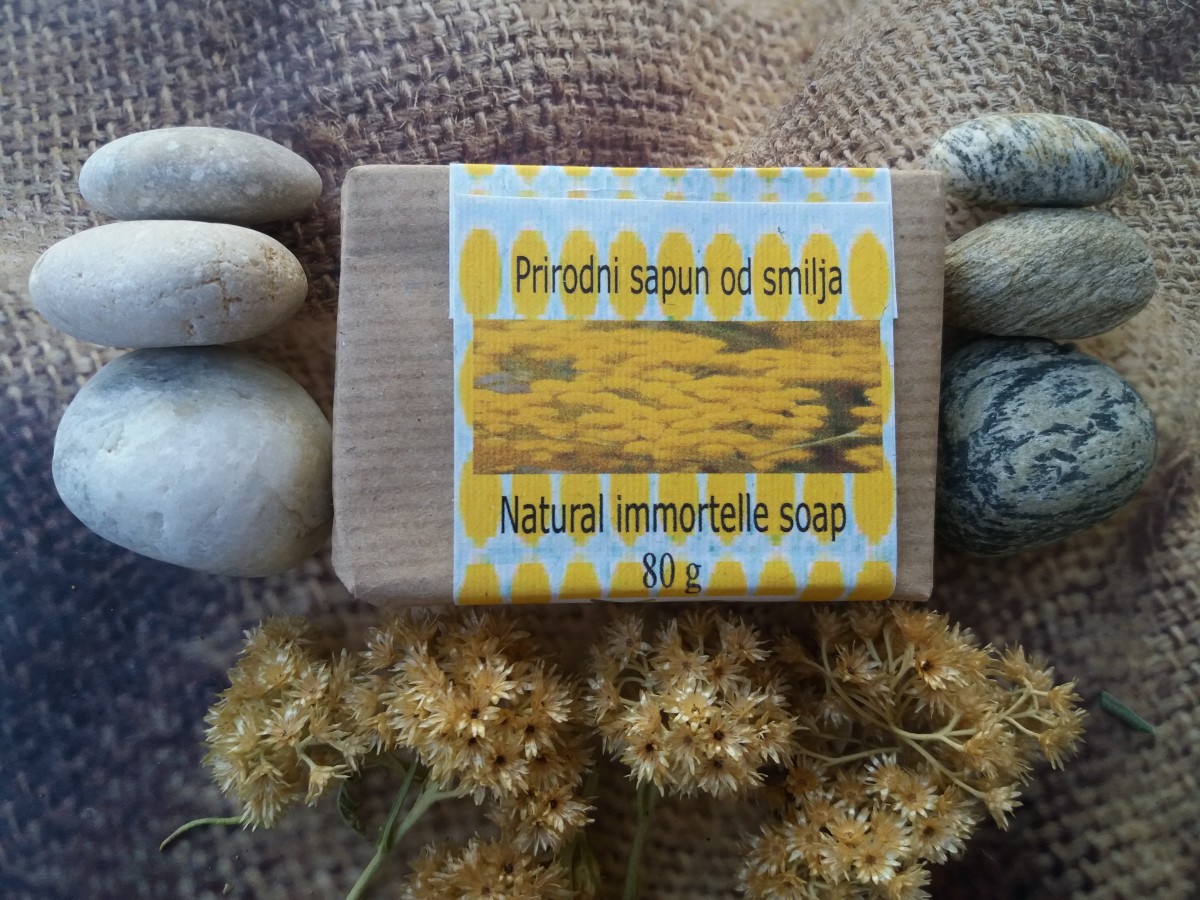 Prirodni sapun od smilja
Natural immortelle soap
80 g